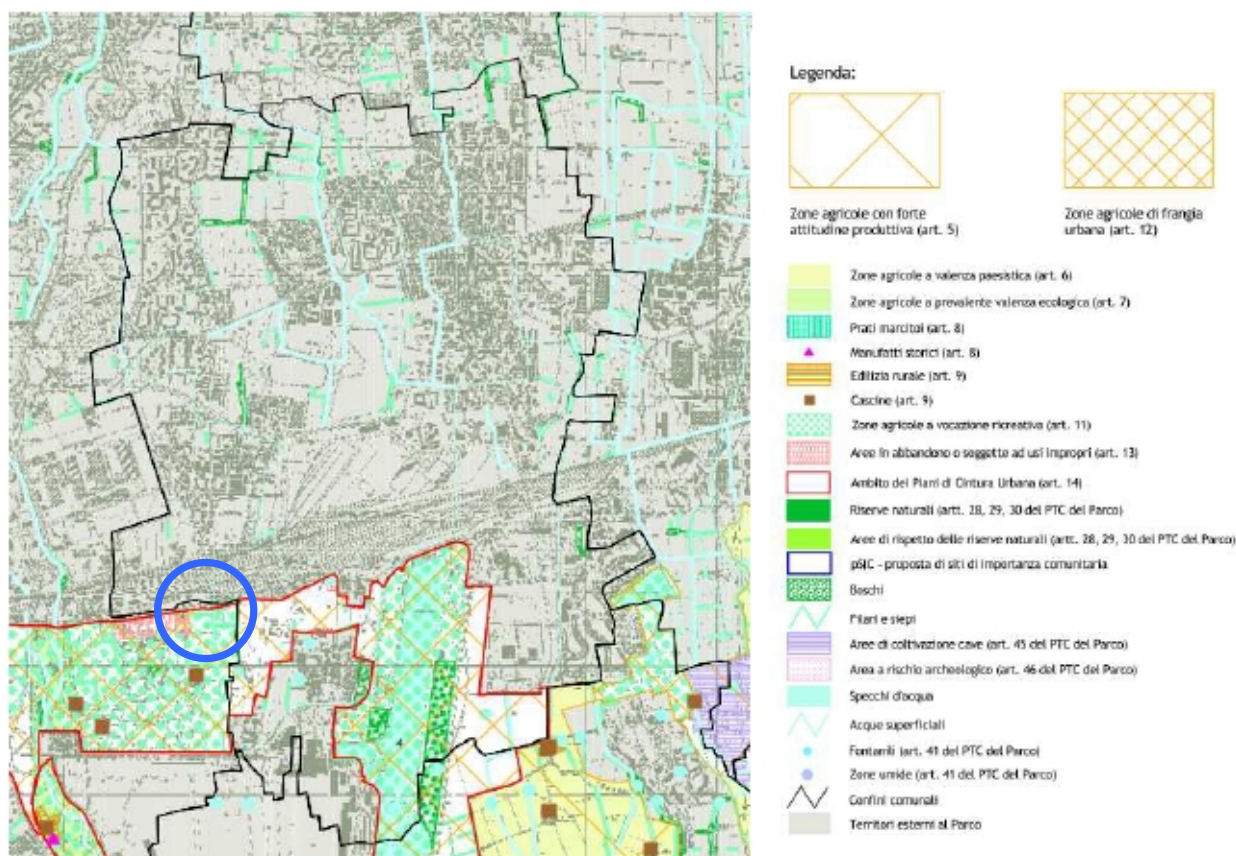 Legenda:
Zone agricole con forte
attitudine produttiva (art. 5)
Zone agricole di frangia
urbana (art. 12)
Zone agricole a valenza paesistica (art. 6)
Zone agricole a prevalente valenza ecologica (art. 7)
Prati marcitoi (art. 8)
Manufatti storici (art. 8)
Edilizia rurale (art. 9)
Cascine (art. 9)
Zone agricole a vocazione ricreativa (art. 11)
Aree in abbandono o soggette ad usi impropri (art. 13)
Ambito dei Piani di Cintura Urbana (art. 14)
Riserve naturali (artt. 28, 29, 30 del PTC del Parco)
Aree di rispetto delle riserve naturali (artt. 28, 29, 30 del PTC del Parco)
pSIC - proposta di siti di importanza comunitaria
Boschi
Filari e siepi
Aree di coltivazione cave (art. 45 del PTC del Parco)
Area a rischio archeologico (art. 46 del PTC del Parco)
Specchi d'acqua
Acque superficiali
Fontanili (art. 41 del PTC del Parco)
Zone umide (art. 41 del PTC del Parco)
Confini comunali
Territori esterni al Parco